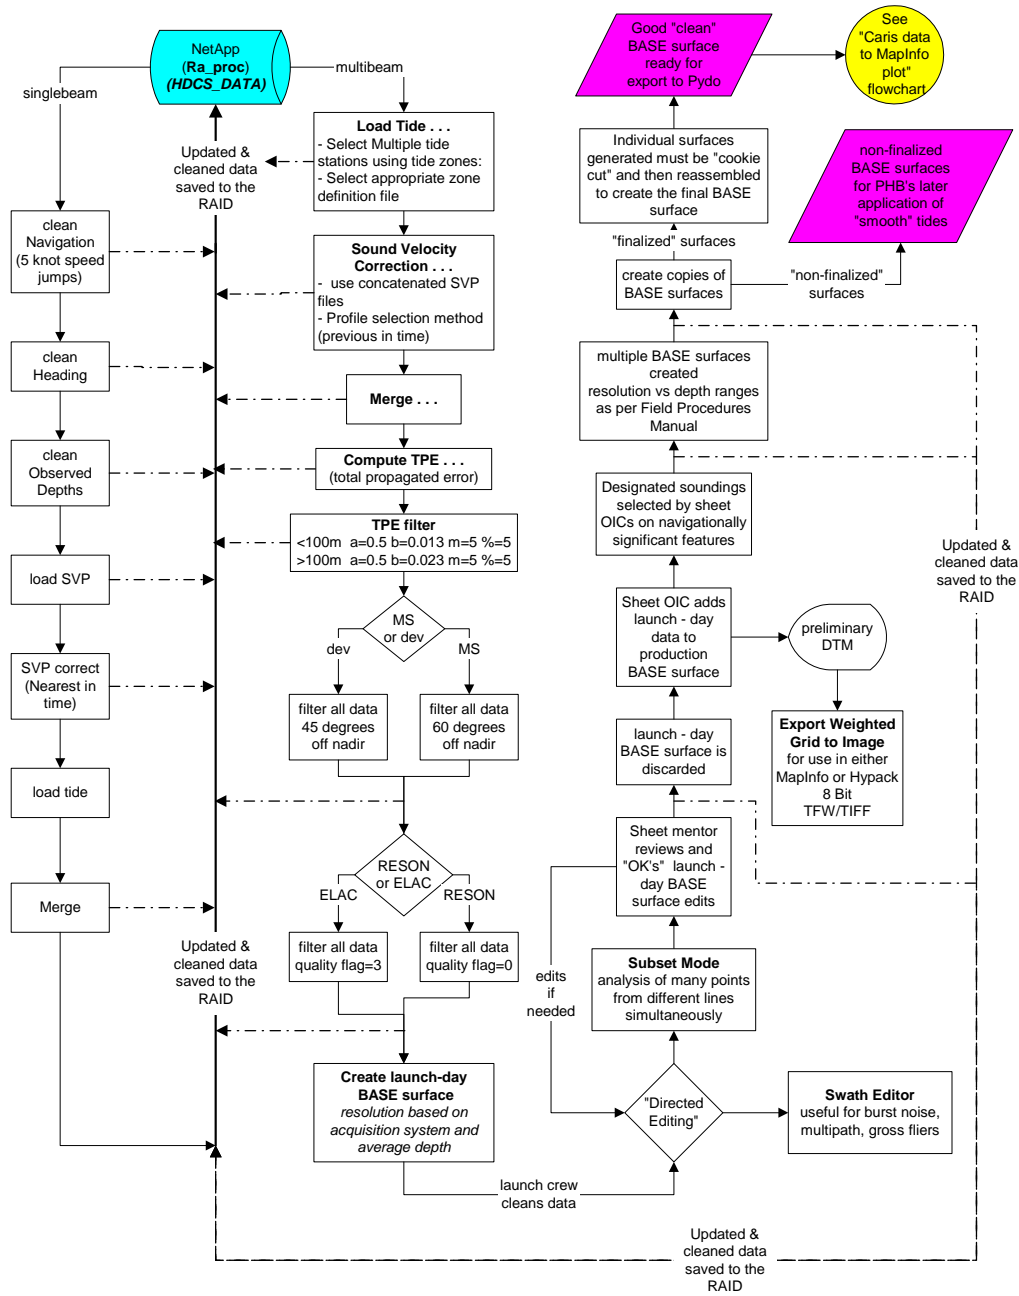 NetApp
(Ra_proc)
(HDCS_DATA)
singlebeam
multibeam
clean
Navigation
(5 knot speed
jumps)
clean
Heading
clean
Observed
Depths
load SVP
SVP correct
(Nearest in
time)
load tide
Merge
Updated &
cleaned data
saved to the
RAID
Updated &
cleaned data
saved to the
RAID
Load Tide . . .
- Select Multiple tide
stations using tide zones:
- Select appropriate zone
definition file
Sound Velocity
Correction . . .
- use concatenated SVP
files
- Profile selection method
(previous in time)
Merge . . .
Compute TPE . . .
(total propagated error)
TPE filter
<100m a=0.5 b=0.013 m=5 %=5
>100m a=0.5 b=0.023 m=5 %=5
MS
or dev
dev
MS
filter all data
45 degrees
off nadir
filter all data
60 degrees
off nadir
RESON
or ELAC
ELAC
RESON
filter all data
quality flag=3
filter all data
quality flag=0
Create launch-day
BASE surface
resolution based on
acquisition system and
average depth
launch crew
cleans data
"Directed
Editing"
Swath Editor
useful for burst noise,
multipath, gross fliers
Subset Mode
analysis of many points
from different lines
simultaneously
edits
if
needed
Sheet mentor
reviews and
"OK's" launch -
day BASE
surface edits
launch - day
BASE surface is
discarded
Sheet OIC adds
launch - day
data to
production
BASE surface
preliminary
DTM
Export Weighted
Grid to Image
for use in either
MapInfo or Hypack
8 Bit
TFW/TIFF
Designated soundings
selected by sheet
OICs on navigationally
significant features
multiple BASE surfaces
created
resolution vs depth ranges
as per Field Procedures
Manual
create copies of
BASE surfaces
"finalized" surfaces
"non-finalized"
surfaces
Individual surfaces
generated must be "cookie
cut" and then reassembled
to create the final BASE
surface
non-finalized
BASE surfaces
for PHB's later
application of
"smooth" tides
Good "clean"
BASE surface
ready for
export to Pydo
See
"Caris data
to MapInfo
plot"
flowchart
Updated &
cleaned data
saved to the
RAID
Updated &
cleaned data
saved to the
RAID